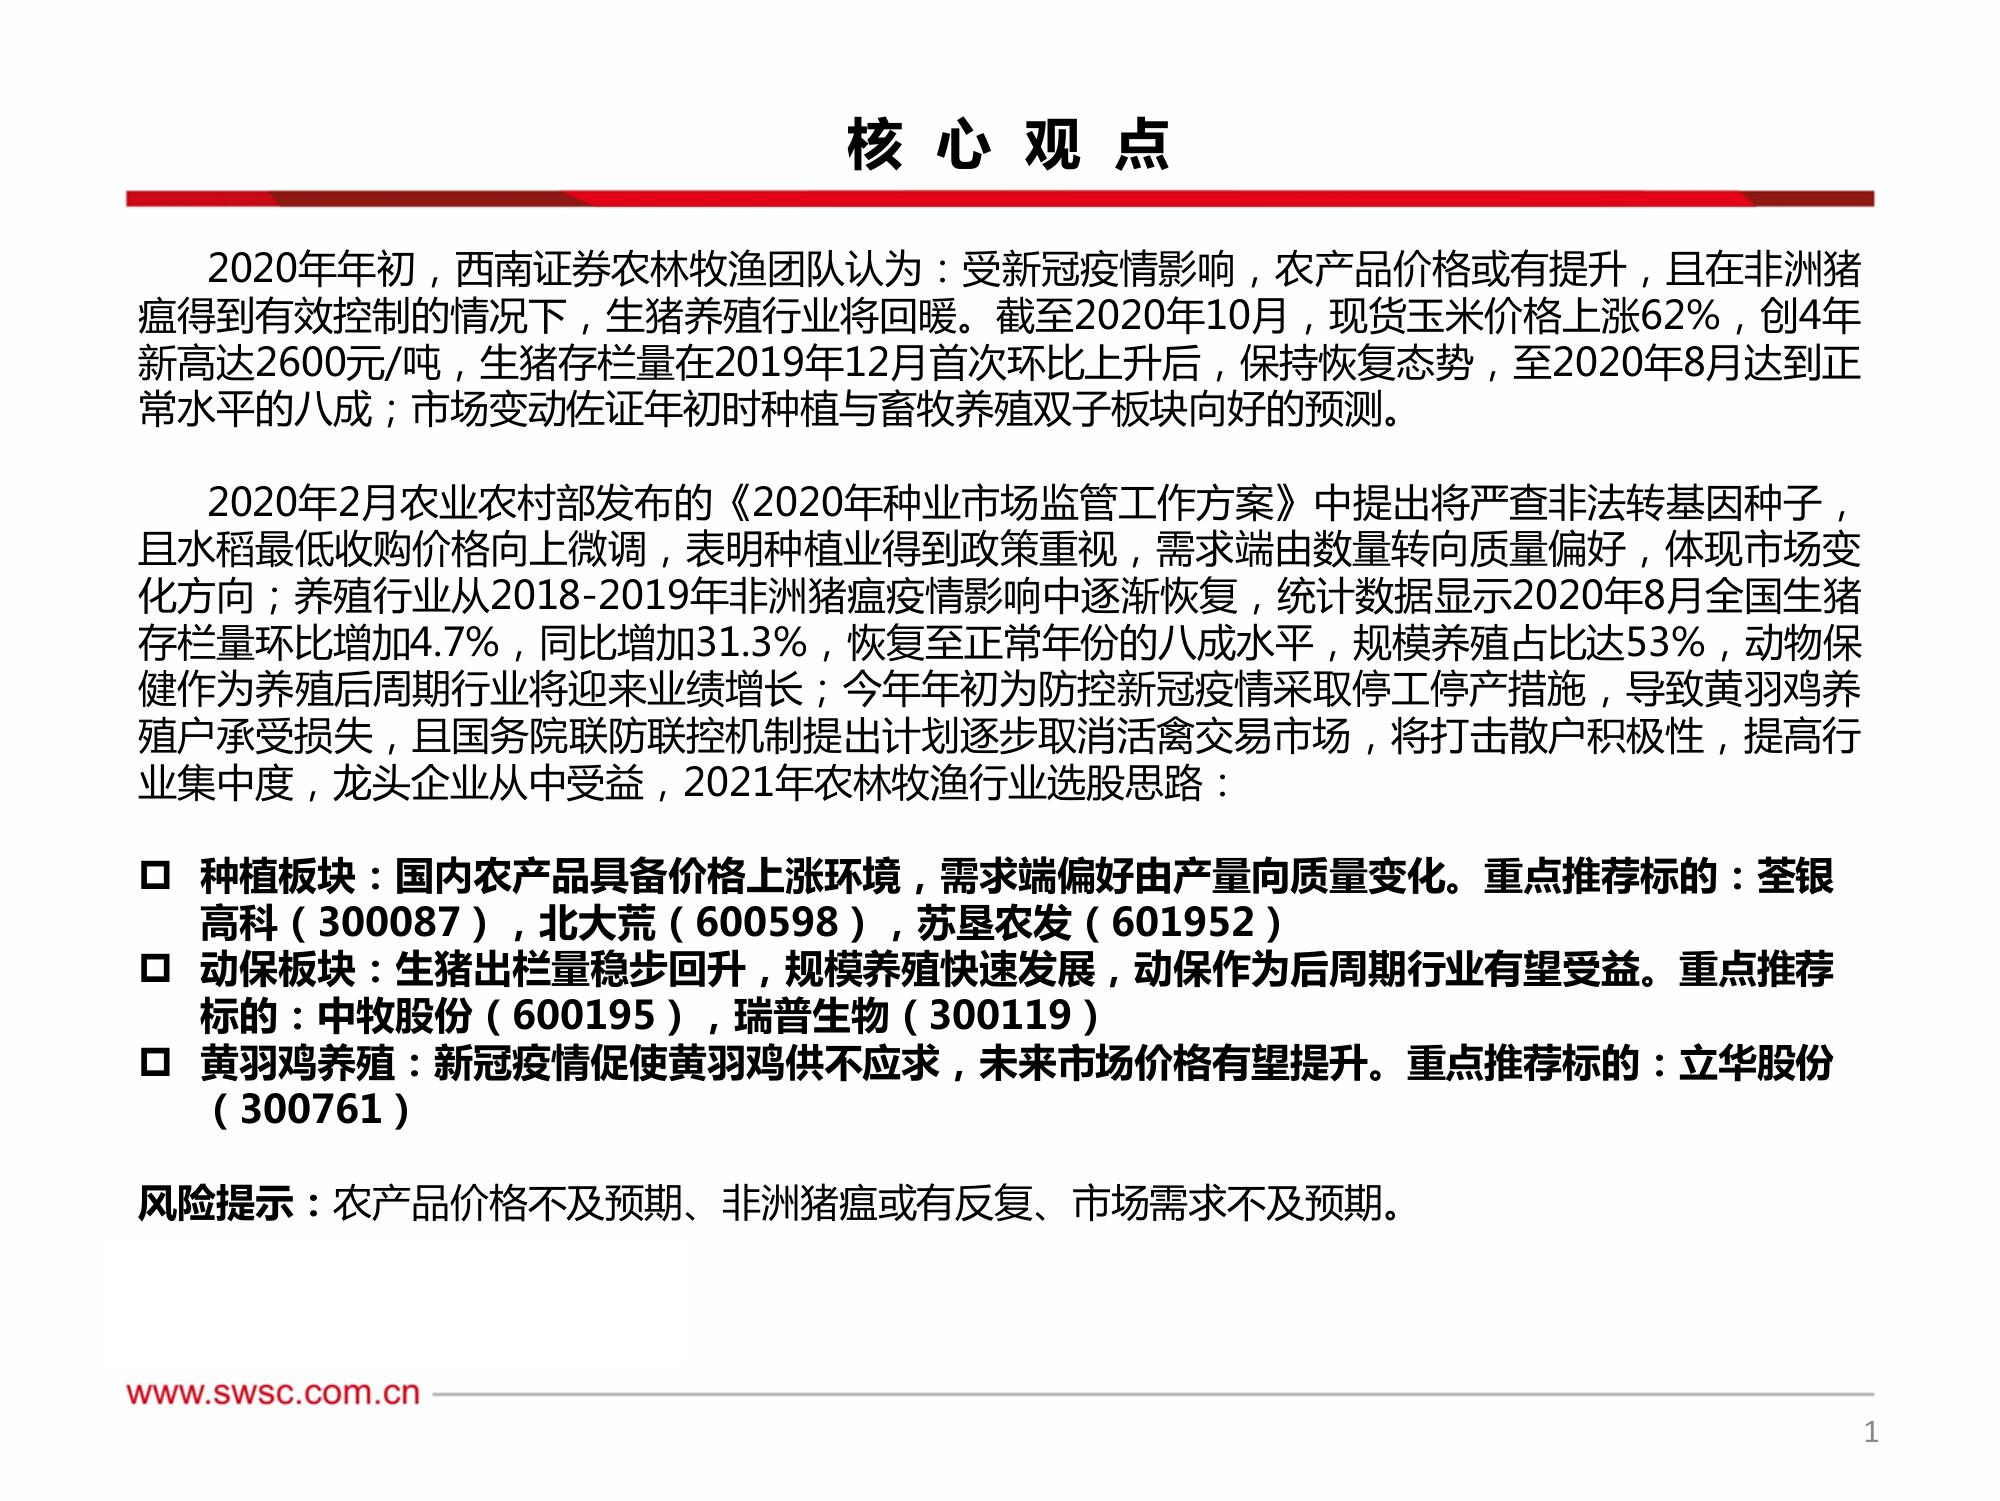 核心观点
2020年年初，西南证券农林牧渔团队认为：受新冠疫情影响，农产品价格或有提升，且在非洲猪
瘟得到有效控制的情况下，生猪养殖行业将回暖。截至2020年10月，现货玉米价格上涨62%，创4年
新高达2600元/吨，生猪存栏量在2019年12月首次环比上升后，保持恢复态势，至2020年8月达到正
常水平的八成；市场变动佐证年初时种植与畜牧养殖双子板块向好的预测。
2020年2月农业农村部发布的《2020年种业市场监管工作方案》中提出将严查非法转基因种子，
且水稻最低收购价格向上微调，表明种植业得到政策重视，需求端由数量转向质量偏好，体现市场变
化方向；养殖行业从2018-2019年非洲猪瘟疫情影响中逐渐恢复，统计数据显示2020年8月全国生猪
存栏量环比增加4.7%，同比增加31.3%，恢复至正常年份的八成水平，规模养殖占比达53%，动物保
健作为养殖后周期行业将迎来业绩增长；今年年初为防控新冠疫情采取停工停产措施，导致黄羽鸡养
殖户承受损失，且国务院联防联控机制提出计划逐步取消活禽交易市场，将打击散户积极性，提高行
业集中度，龙头企业从中受益，2021年农林牧渔行业选股思路：
种植板块：国内农产品具备价格上涨环境，需求端偏好由产量向质量变化。重点推荐标的：荃银
高科（300087），北大荒（600598），苏垦农发（601952）
动保板块：生猪出栏量稳步回升，规模养殖快速发展，动保作为后周期行业有望受益。重点推荐
标的：中牧股份（600195），瑞普生物（300119）
黄羽鸡养殖：新冠疫情促使黄羽鸡供不应求，未来市场价格有望提升。重点推荐标的：立华股份
（300761）
风险提示：农产品价格不及预期、非洲猪瘟或有反复、市场需求不及预期。
www.swsc.com.cn
1